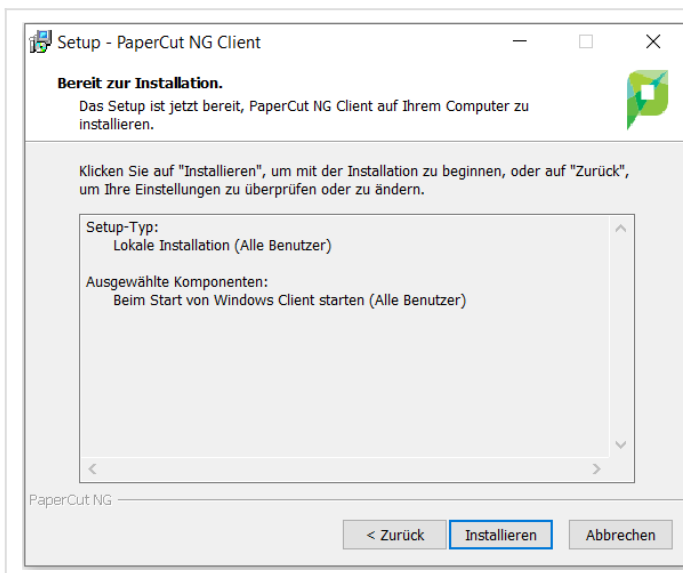 Setup - PaperCut NG Client
Bereit zur Installation.
Das Setup ist jetzt bereit, PaperCut NG Client auf Ihrem Computer zu
installieren.
Klicken Sie auf "Installieren", um mit der Installation zu beginnen, oder auf "Zurück",
um Ihre Einstellungen zu überprüfen oder zu ändern.
Setup-Typ:
Lokale Installation (Alle Benutzer)
Ausgewählte Komponenten:
Beim Start von Windows Client starten (Alle Benutzer)
PaperCut NG
< Zurück Installieren Abbrechen